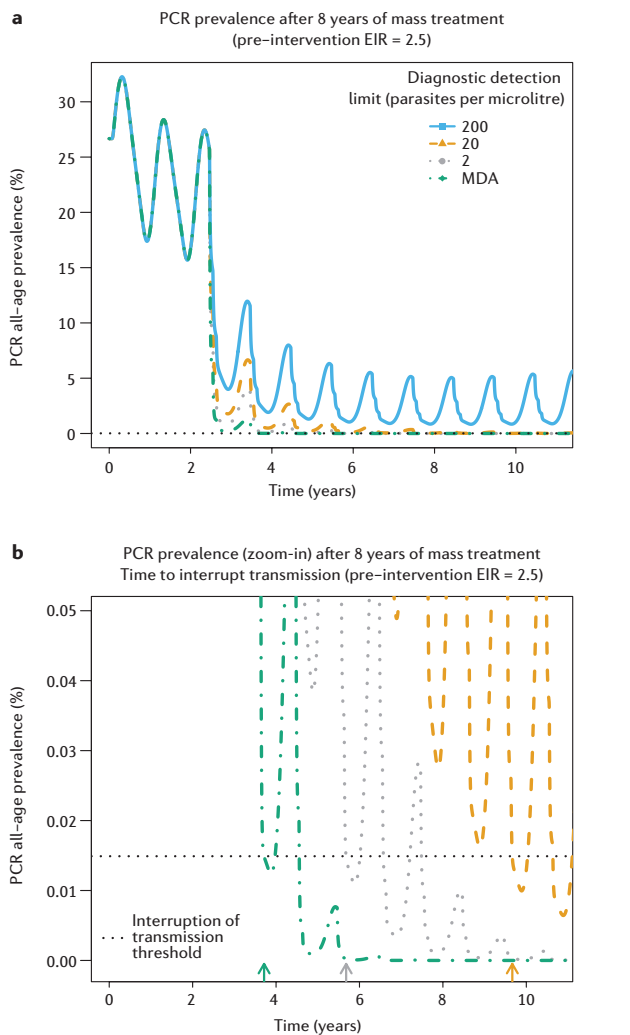 a
PCR prevalence after 8 years of mass treatment
(pre–intervention EIR = 2.5)
Diagnostic detection
limit (parasites per microlitre)
200
20
2
MDA
PCR all–age prevalence (%)
30
25
20
15
10
5
0
0 2 4 6 8 10
Time (years)
b
PCR prevalence (zoom-in) after 8 years of mass treatment
Time to interrupt transmission (pre–intervention EIR = 2.5)
PCR all–age prevalence (%)
0.05
0.04
0.03
0.02
0.01
0.00
Interruption of
transmission
threshold
0 2 4 6 8 10
Time (years)